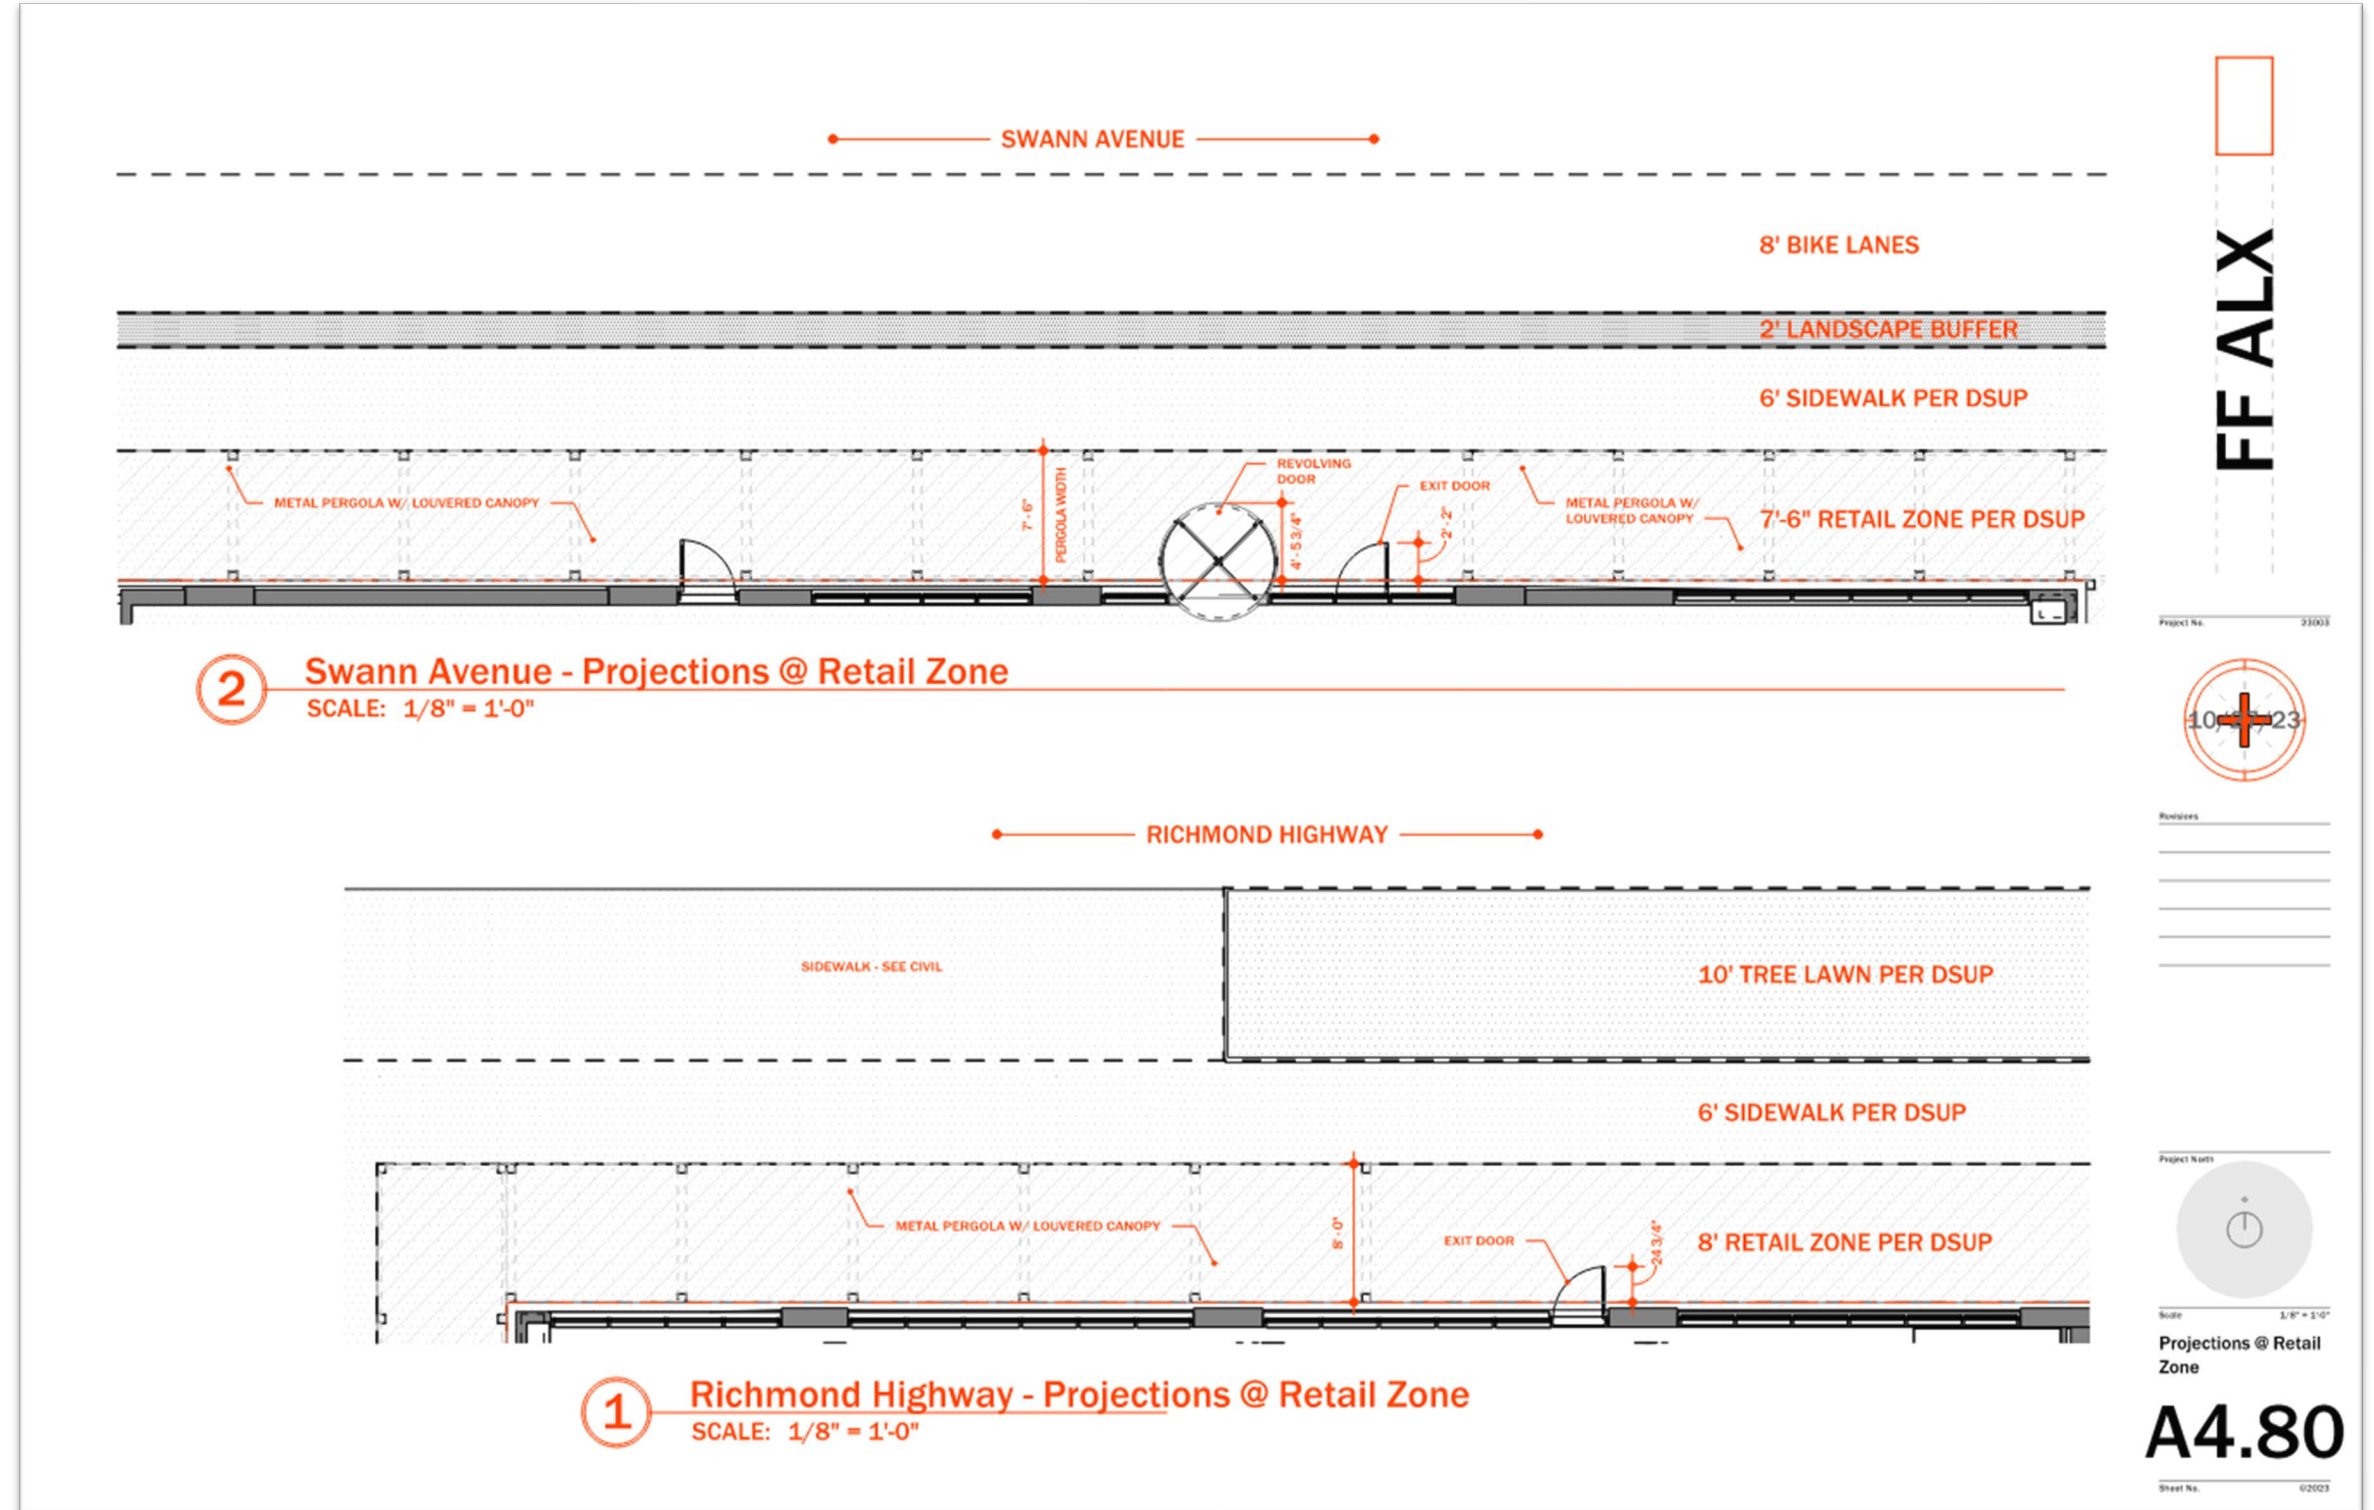 SWANN AVENUE
8' BIKE LANES
2' LANDSCAPE BUFFER
6' SIDEWALK PER DSUP
REVOLVING
DOOR
EXIT DOOR
METAL PERGOLA W/ LOUVERED CANOPY
7'-6"
PERGOLA WIDTH
4'-5 3/4"
2'-2"
METAL PERGOLA W/
LOUVERED CANOPY
7'-6" RETAIL ZONE PER DSUP
2
Swann Avenue - Projections @ Retail Zone
SCALE: 1/8" = 1'-0"
RICHMOND HIGHWAY
SIDEWALK - SEE CIVIL
10' TREE LAWN PER DSUP
6' SIDEWALK PER DSUP
METAL PERGOLA W/ LOUVERED CANOPY
8'-0"
EXIT DOOR
24 3/4"
8' RETAIL ZONE PER DSUP
1
Richmond Highway - Projections @ Retail Zone
SCALE: 1/8" = 1'-0"
FF ALX
Project No. 23003
10/ /23
Revisions
Project North
Scale 1/8" = 1'-0"
Projections @ Retail
Zone
A4.80
Sheet No. ©2023